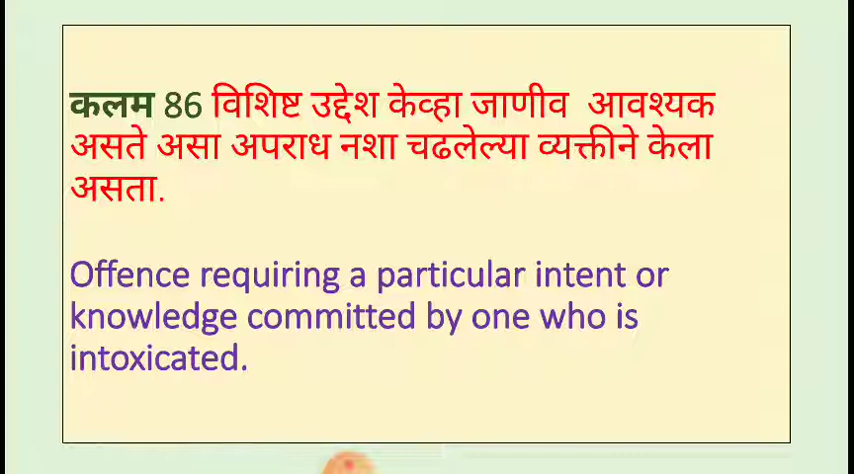 कलम 86 विशिष्ट उद्देश केव्हा जाणीव आवश्यक
असते असा अपराध नशा चढलेल्या व्यक्तीने केला
असता.
Offence requiring a particular intent or
knowledge committed by one who is
intoxicated.